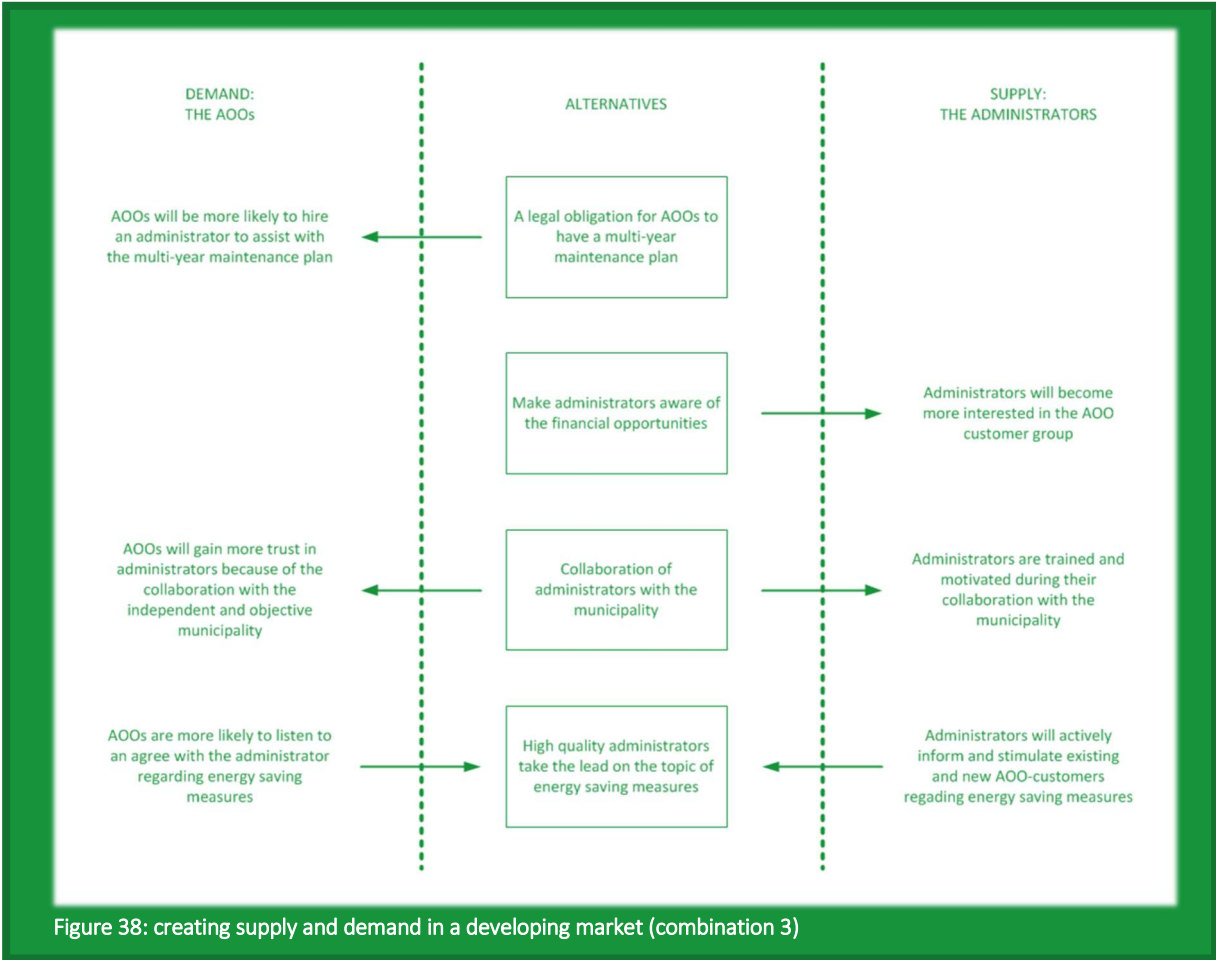 DEMAND:
THE AOOs
ALTERNATIVES
SUPPLY:
THE ADMINISTRATORS
AOOs will be more likely to hire
an administrator to assist with
the multi-year maintenance plan
A legal obligation for AOOs to
have a multi-year
maintenance plan
Make administrators aware of
the financial opportunities
Administrators will become
more interested in the AOO
customer group
AOOs will gain more trust in
administrators because of the
collaboration with the
independent and objective
municipality
Collaboration of
administrators with the
municipality
Administrators are trained and
motivated during their
collaboration with the
municipality
AOOs are more likely to listen to
an agree with the administrator
regarding energy saving
measures
High quality administrators
take the lead on the topic of
energy saving measures
Administrators will actively
inform and stimulate existing
and new AOO-customers
regading energy saving measures
Figure 38: creating supply and demand in a developing market (combination 3)